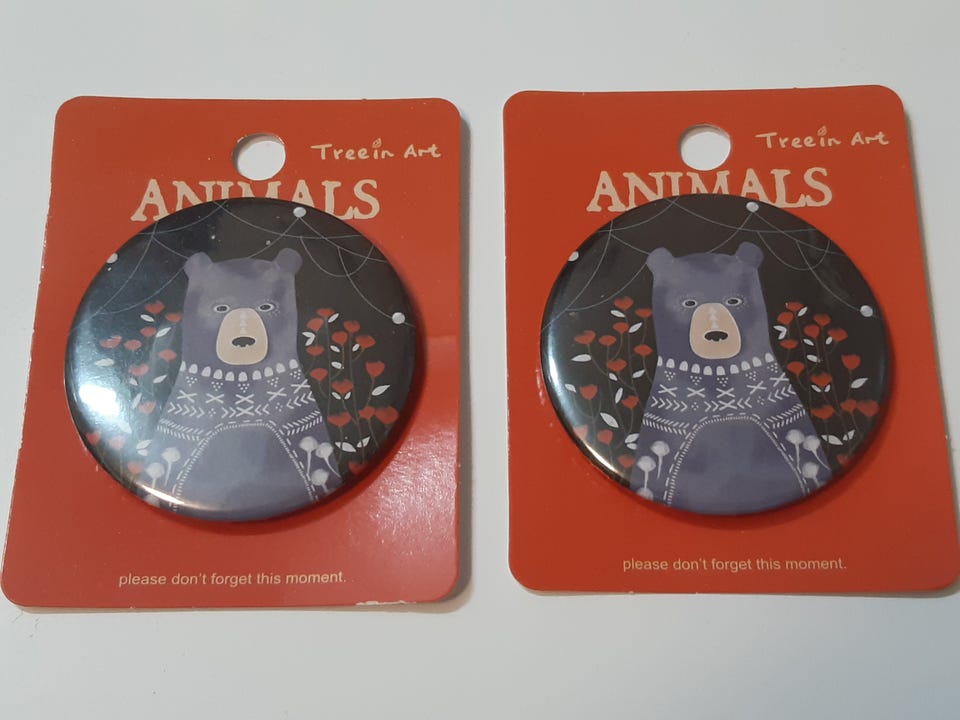 Treein Art
ANIMALS
please don't forget this moment.
Treein Art
ANIMALS
please don't forget this moment.